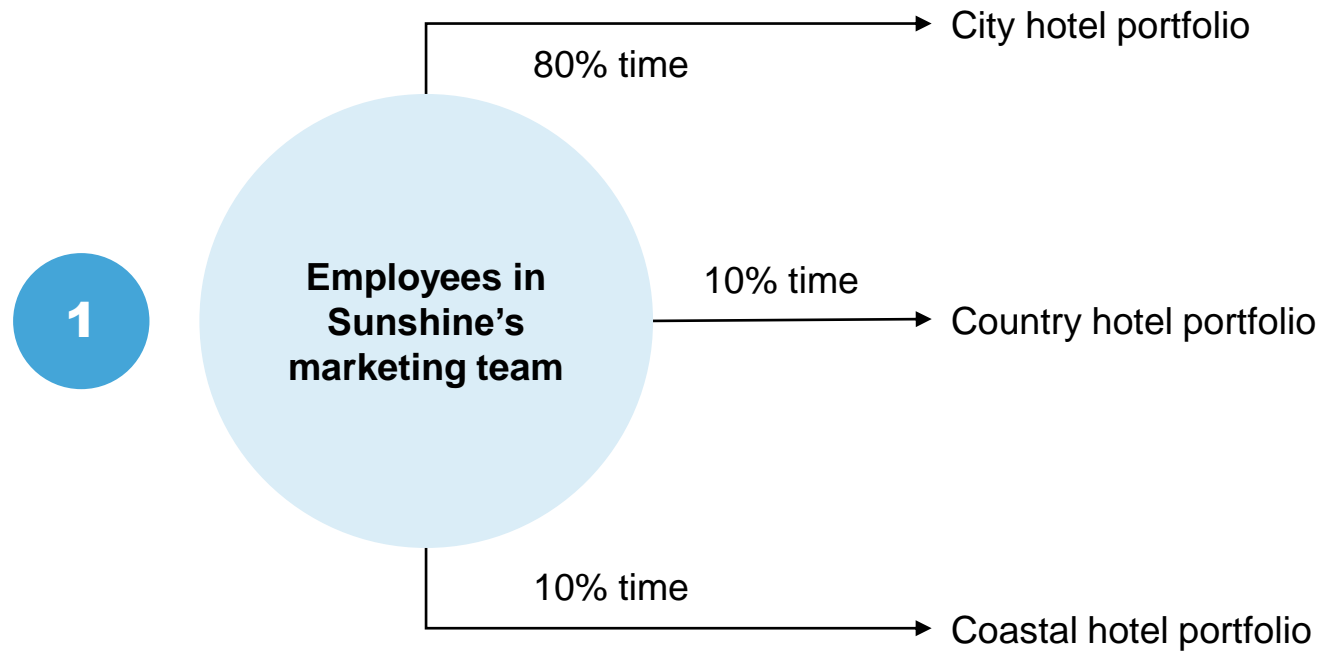 City hotel portfolio
80% time
1
Employees in
Sunshine’s
marketing team
10% time
Country hotel portfolio
10% time
Coastal hotel portfolio